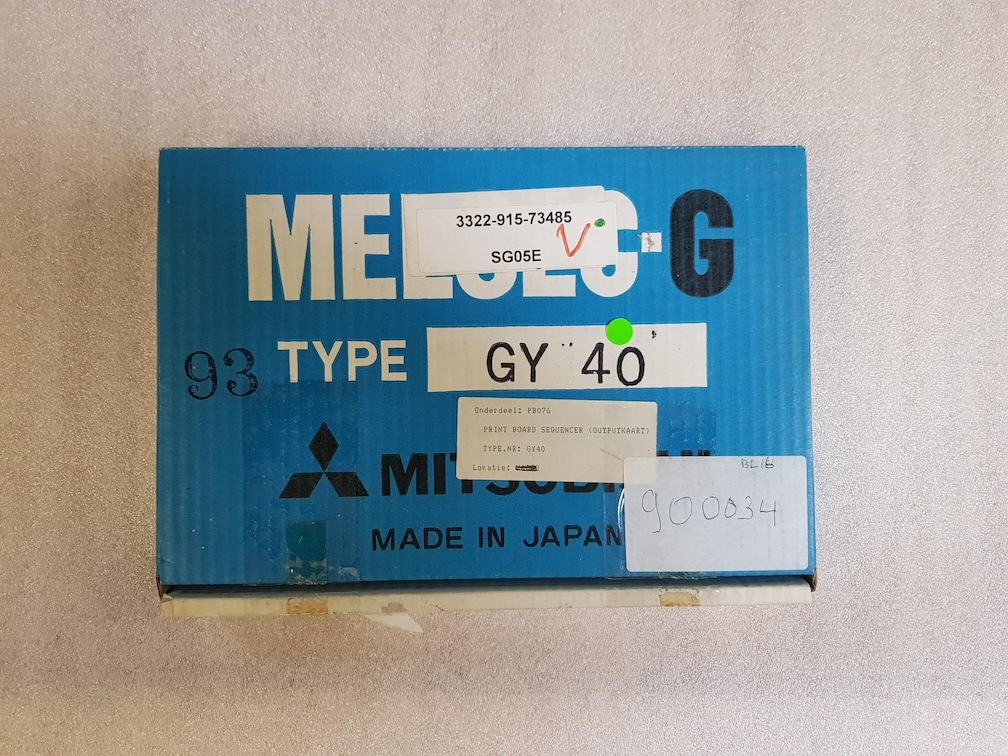 3322-915-73485
SG05E
MELSEC-G
93 TYPE GY 40
Onderdeel: PB076
PRINT BOARD SEQUENCER (OUTPUTKAART)
TYPE.NR: GY40
Lokatie:
MITSUBISHI
BL16
900034
MADE IN JAPAN